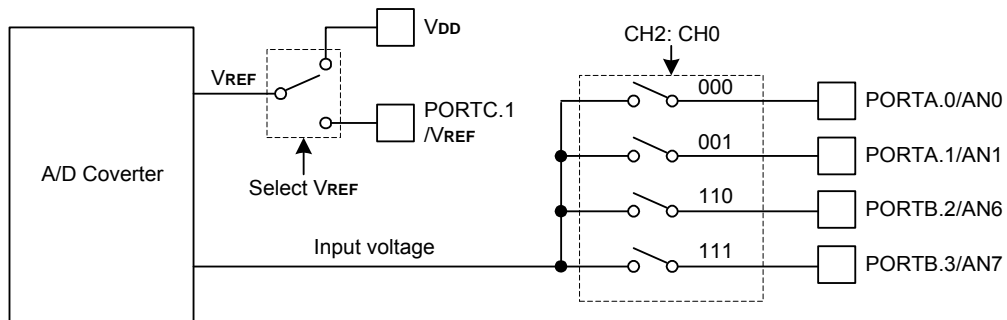 VDD
CH2: CH0
VREF
000
PORTA.0/AN0
PORTC.1
/VREF
001
PORTA.1/AN1
A/D Coverter
Select VREF
110
PORTB.2/AN6
Input voltage
111
PORTB.3/AN7